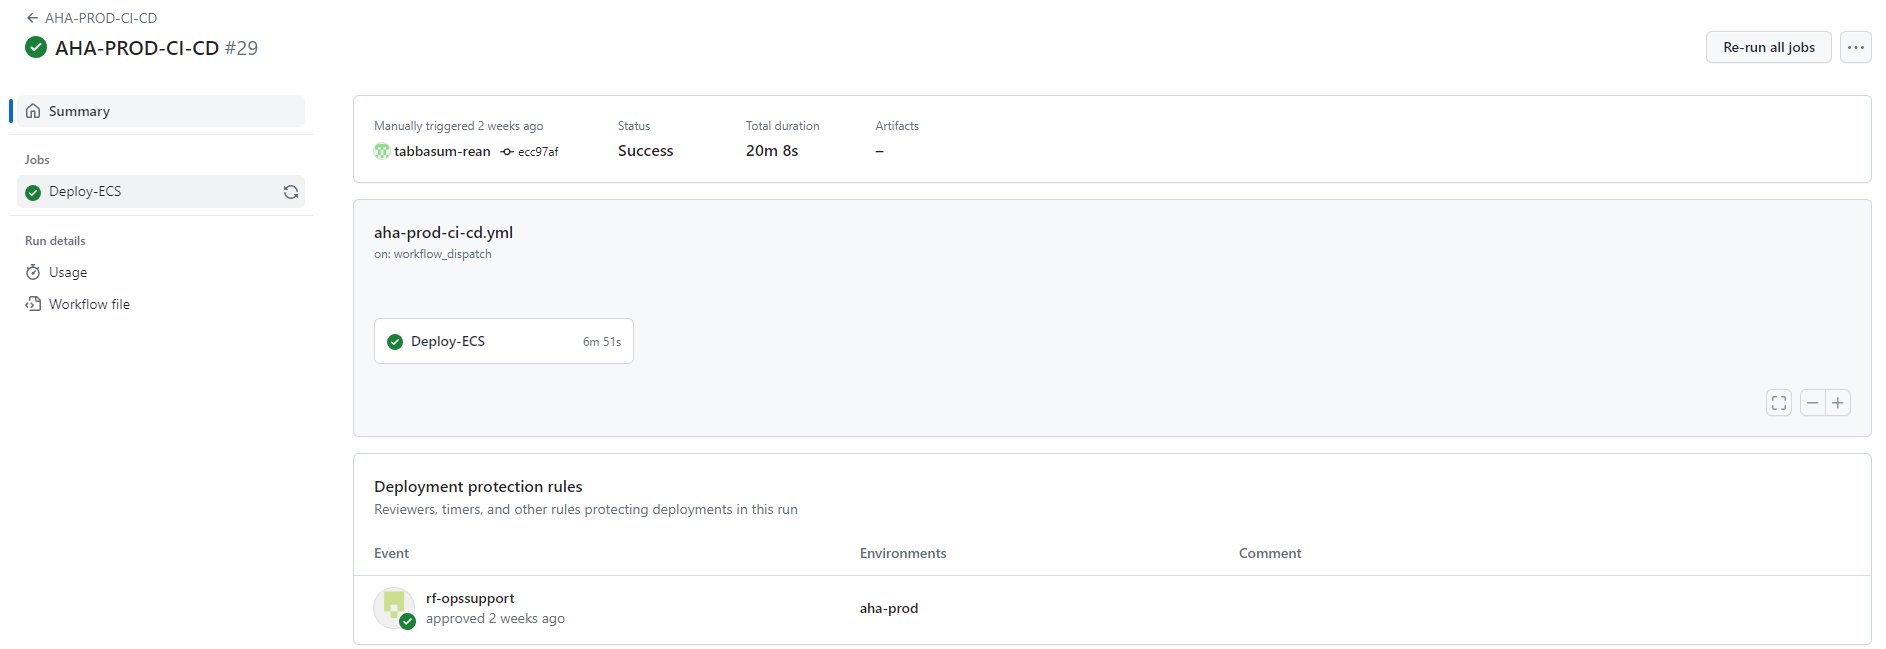 AHA-PROD-CI-CD
AHA-PROD-CI-CD #29
Re-run all jobs
Summary
Jobs
Deploy-ECS
Run details
Usage
Workflow file
Manually triggered 2 weeks ago
tabbasum-rean ecc97af
Status
Success
Total duration
20m 8s
Artifacts
–
aha-prod-ci-cd.yml
on: workflow_dispatch
Deploy-ECS 6m 51s
Deployment protection rules
Reviewers, timers, and other rules protecting deployments in this run
Event Environments Comment
rf-opssupport
approved 2 weeks ago
aha-prod